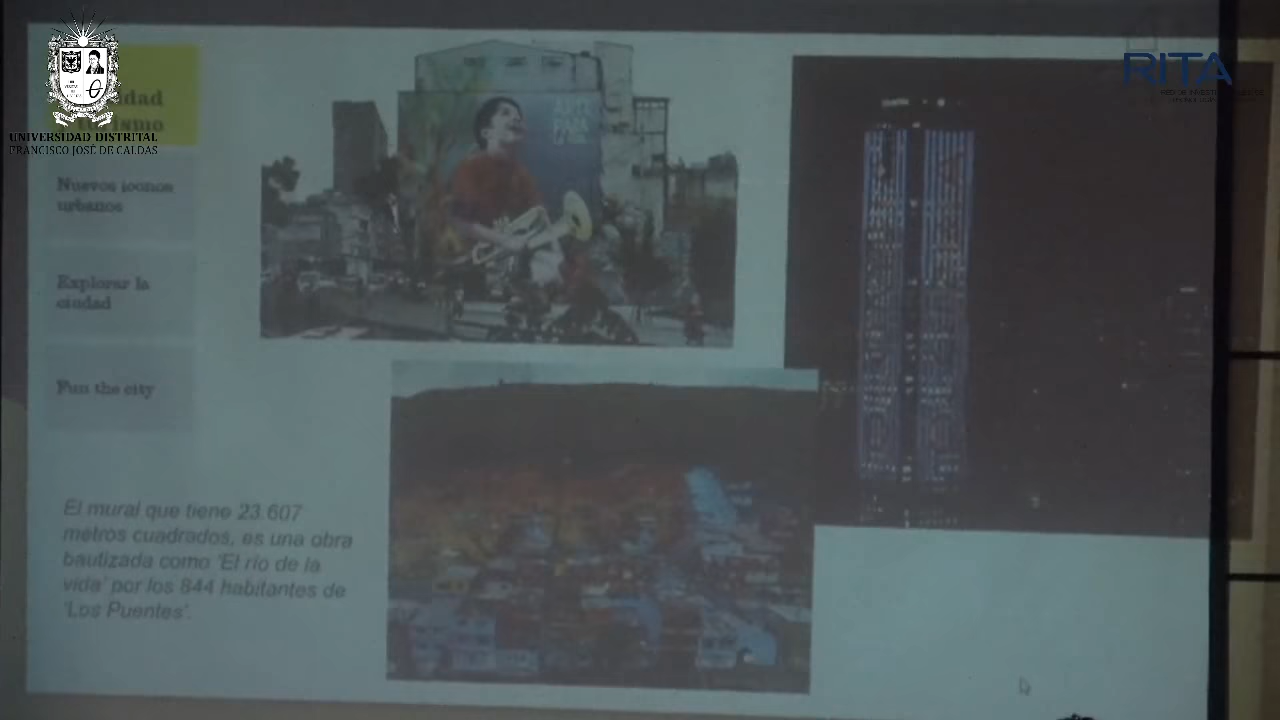 UNIVERSIDAD DISTRITAL
FRANCISCO JOSÉ DE CALDAS
RITA
turismo
Nuevos iconos
urbanos
Explorar la
ciudad
Fun the city
El mural que tiene 23.607
metros cuadrados, es una obra
bautizada como 'El río de la
vida' por los 844 habitantes de
'Los Puentes'.